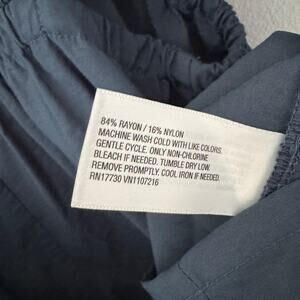 84% RAYON / 16% NYLON
MACHINE WASH COLD WITH LIKE COLORS.
GENTLE CYCLE. ONLY NON-CHLORINE
BLEACH IF NEEDED. TUMBLE DRY LOW.
REMOVE PROMPTLY. COOL IRON IF NEEDED.
RN17730 VN1107216